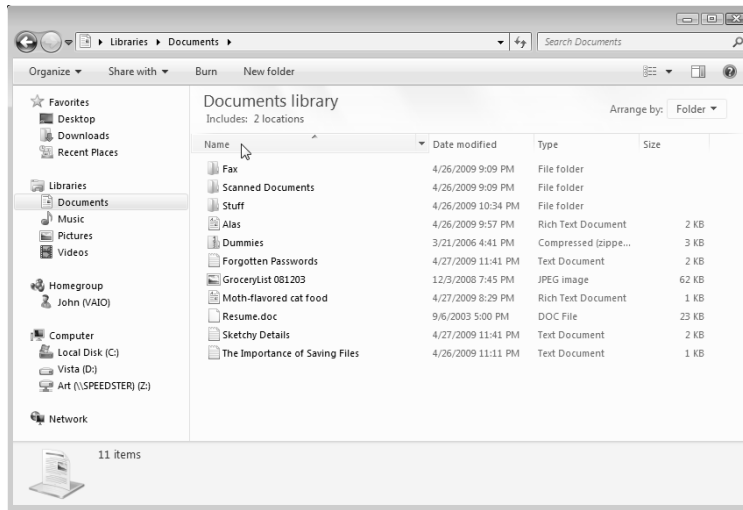 Libraries Documents
Search Documents
Organize Share with Burn New folder
Favorites
Desktop
Downloads
Recent Places
Libraries
Documents
Music
Pictures
Videos
Homegroup
John (VAIO)
Computer
Local Disk (C:)
Vista (D:)
Art (\\SPEEDSTER) (Z:)
Network
Documents library
Includes: 2 locations
Arrange by: Folder
Name Date modified Type Size
Fax 4/26/2009 9:09 PM File folder
Scanned Documents 4/26/2009 9:09 PM File folder
Stuff 4/26/2009 10:34 PM File folder
Alas 4/26/2009 9:57 PM Rich Text Document 2 KB
Dummies 3/21/2006 4:41 PM Compressed (zippe... 3 KB
Forgotten Passwords 4/27/2009 11:41 PM Text Document 2 KB
GroceryList 081203 12/3/2008 7:45 PM JPEG image 62 KB
Moth-flavored cat food 4/27/2009 8:29 PM Rich Text Document 1 KB
Resume.doc 9/6/2003 5:00 PM DOC File 23 KB
Sketchy Details 4/27/2009 11:41 PM Text Document 2 KB
The Importance of Saving Files 4/26/2009 11:11 PM Text Document 1 KB
11 items